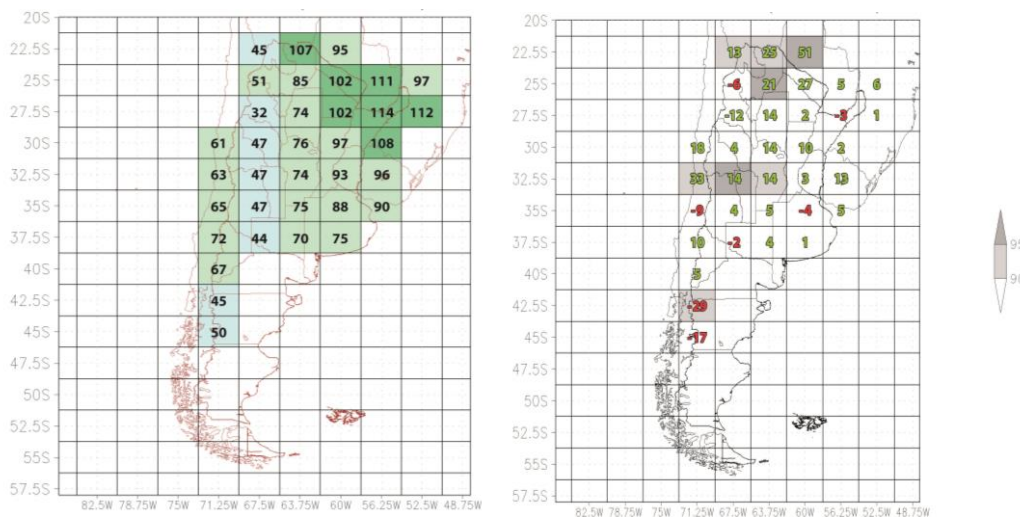 20S
22.5S 45 107 95
25S 51 85 102 111 97
27.5S 32 74 102 114 112
30S 61 47 76 97 108
32.5S 63 47 74 93 96
35S 65 47 75 88 90
37.5S 72 44 70 75
40S 67
42.5S 45
45S 50
47.5S
50S
52.5S
55S
57.5S
82.5W 78.75W 75W 71.25W 67.5W 63.75W 60W 56.25W 52.5W 48.75W
20S
22.5S 13 25 51
25S -6 21 27 5 6
27.5S -12 14 2 -3 1
30S 18 4 14 10 2
32.5S 33 14 14 3 13
35S -9 4 5 -4 5
37.5S 10 -2 4 1
40S 5
42.5S -29
45S -17
47.5S
50S
52.5S
55S
57.5S
82.5W 78.75W 75W 71.25W 67.5W 63.75W 60W 56.25W 52.5W 48.75W
95
90